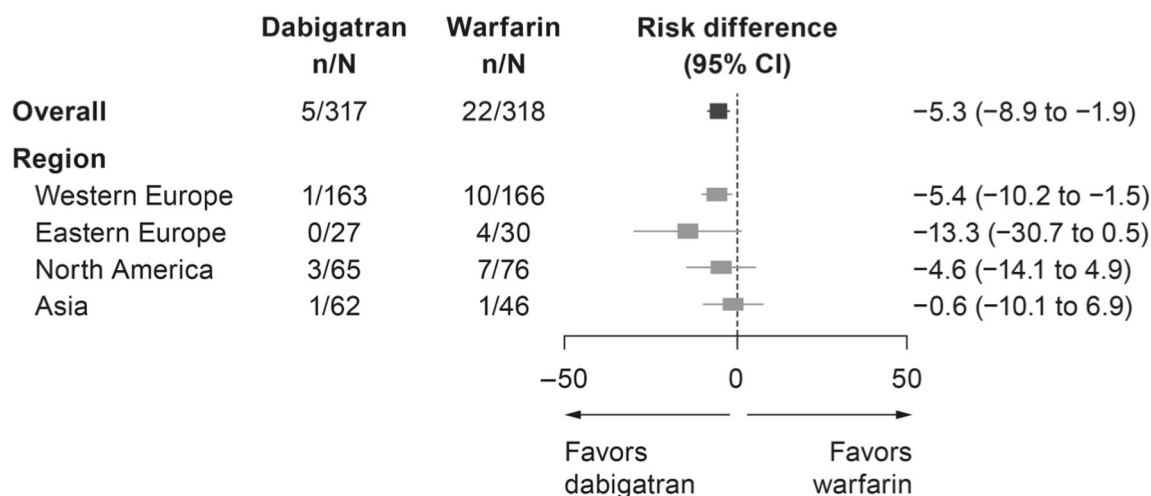 Dabigatran Warfarin Risk difference
n/N n/N (95% CI)
Overall 5/317 22/318 −5.3 (−8.9 to −1.9)
Region
Western Europe 1/163 10/166 −5.4 (−10.2 to −1.5)
Eastern Europe 0/27 4/30 −13.3 (−30.7 to 0.5)
North America 3/65 7/76 −4.6 (−14.1 to 4.9)
Asia 1/62 1/46 −0.6 (−10.1 to 6.9)
−50 0 50
Favors Favors
dabigatran warfarin